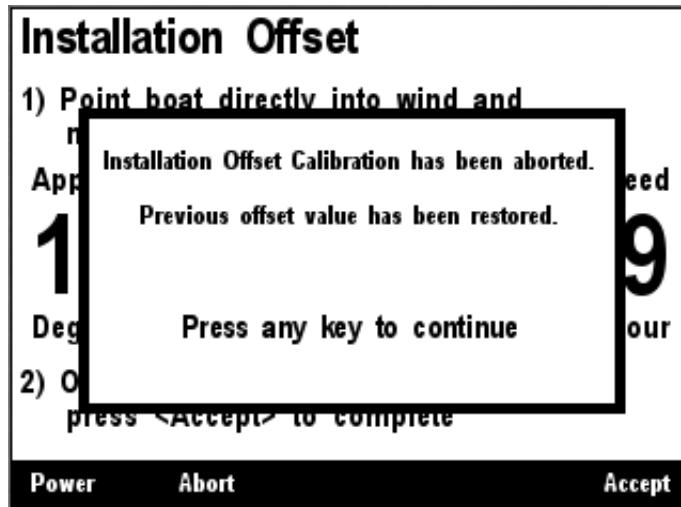 Installation Offset
1) Point boat directly into wind and
Installation Offset Calibration has been aborted.
Previous offset value has been restored.
Press any key to continue
press <Accept> to complete
Power Abort Accept